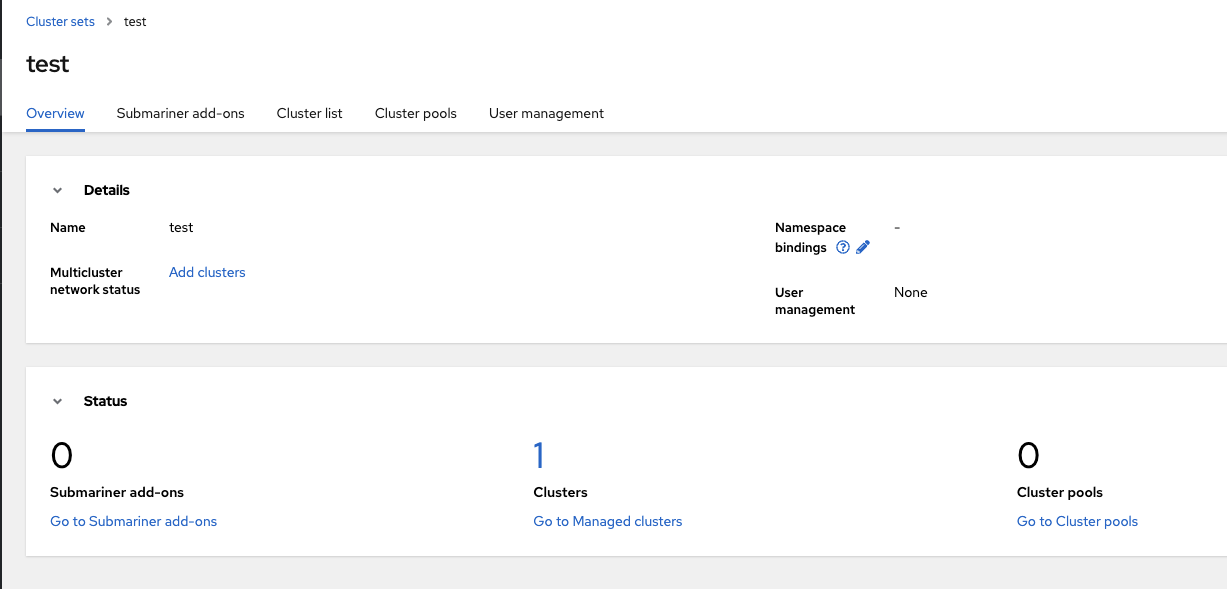 Cluster sets > test
test
Overview Submariner add-ons Cluster list Cluster pools User management
Details
Name test
Multicluster network status Add clusters
Namespace bindings -
User management None
Status
0 1 0
Submariner add-ons Clusters Cluster pools
Go to Submariner add-ons Go to Managed clusters Go to Cluster pools